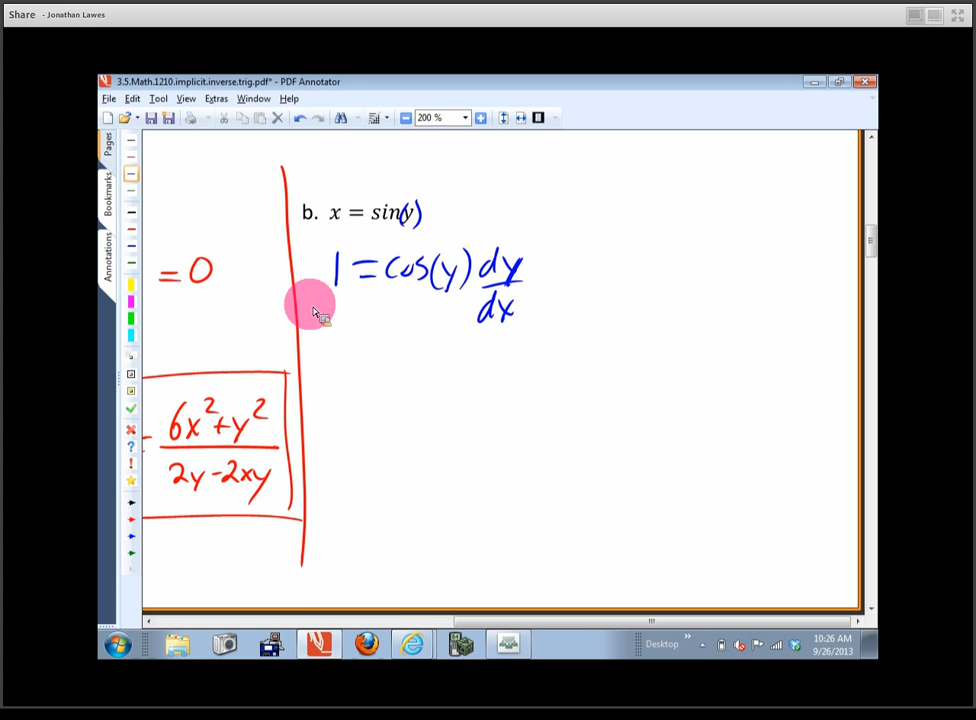 Share - Jonathan Lawes
3.5.Math.1210.implicit.inverse.trig.pdf* - PDF Annotator
File Edit Tool View Extras Window Help
200 %
Pages
Bookmarks
Annotations
b. x = sin(y)
= 0
1 = cos(y) dy/dx
- 6x²+y² / 2y-2xy
Desktop
10:26 AM
9/26/2013